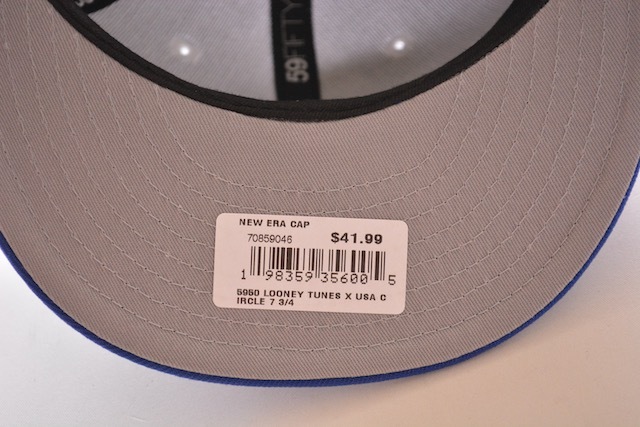 59FIFTY
NEW ERA CAP
70859046 $41.99
1 98359 35600 5
5950 LOONEY TUNES X USA C
IRCLE 7 3/4